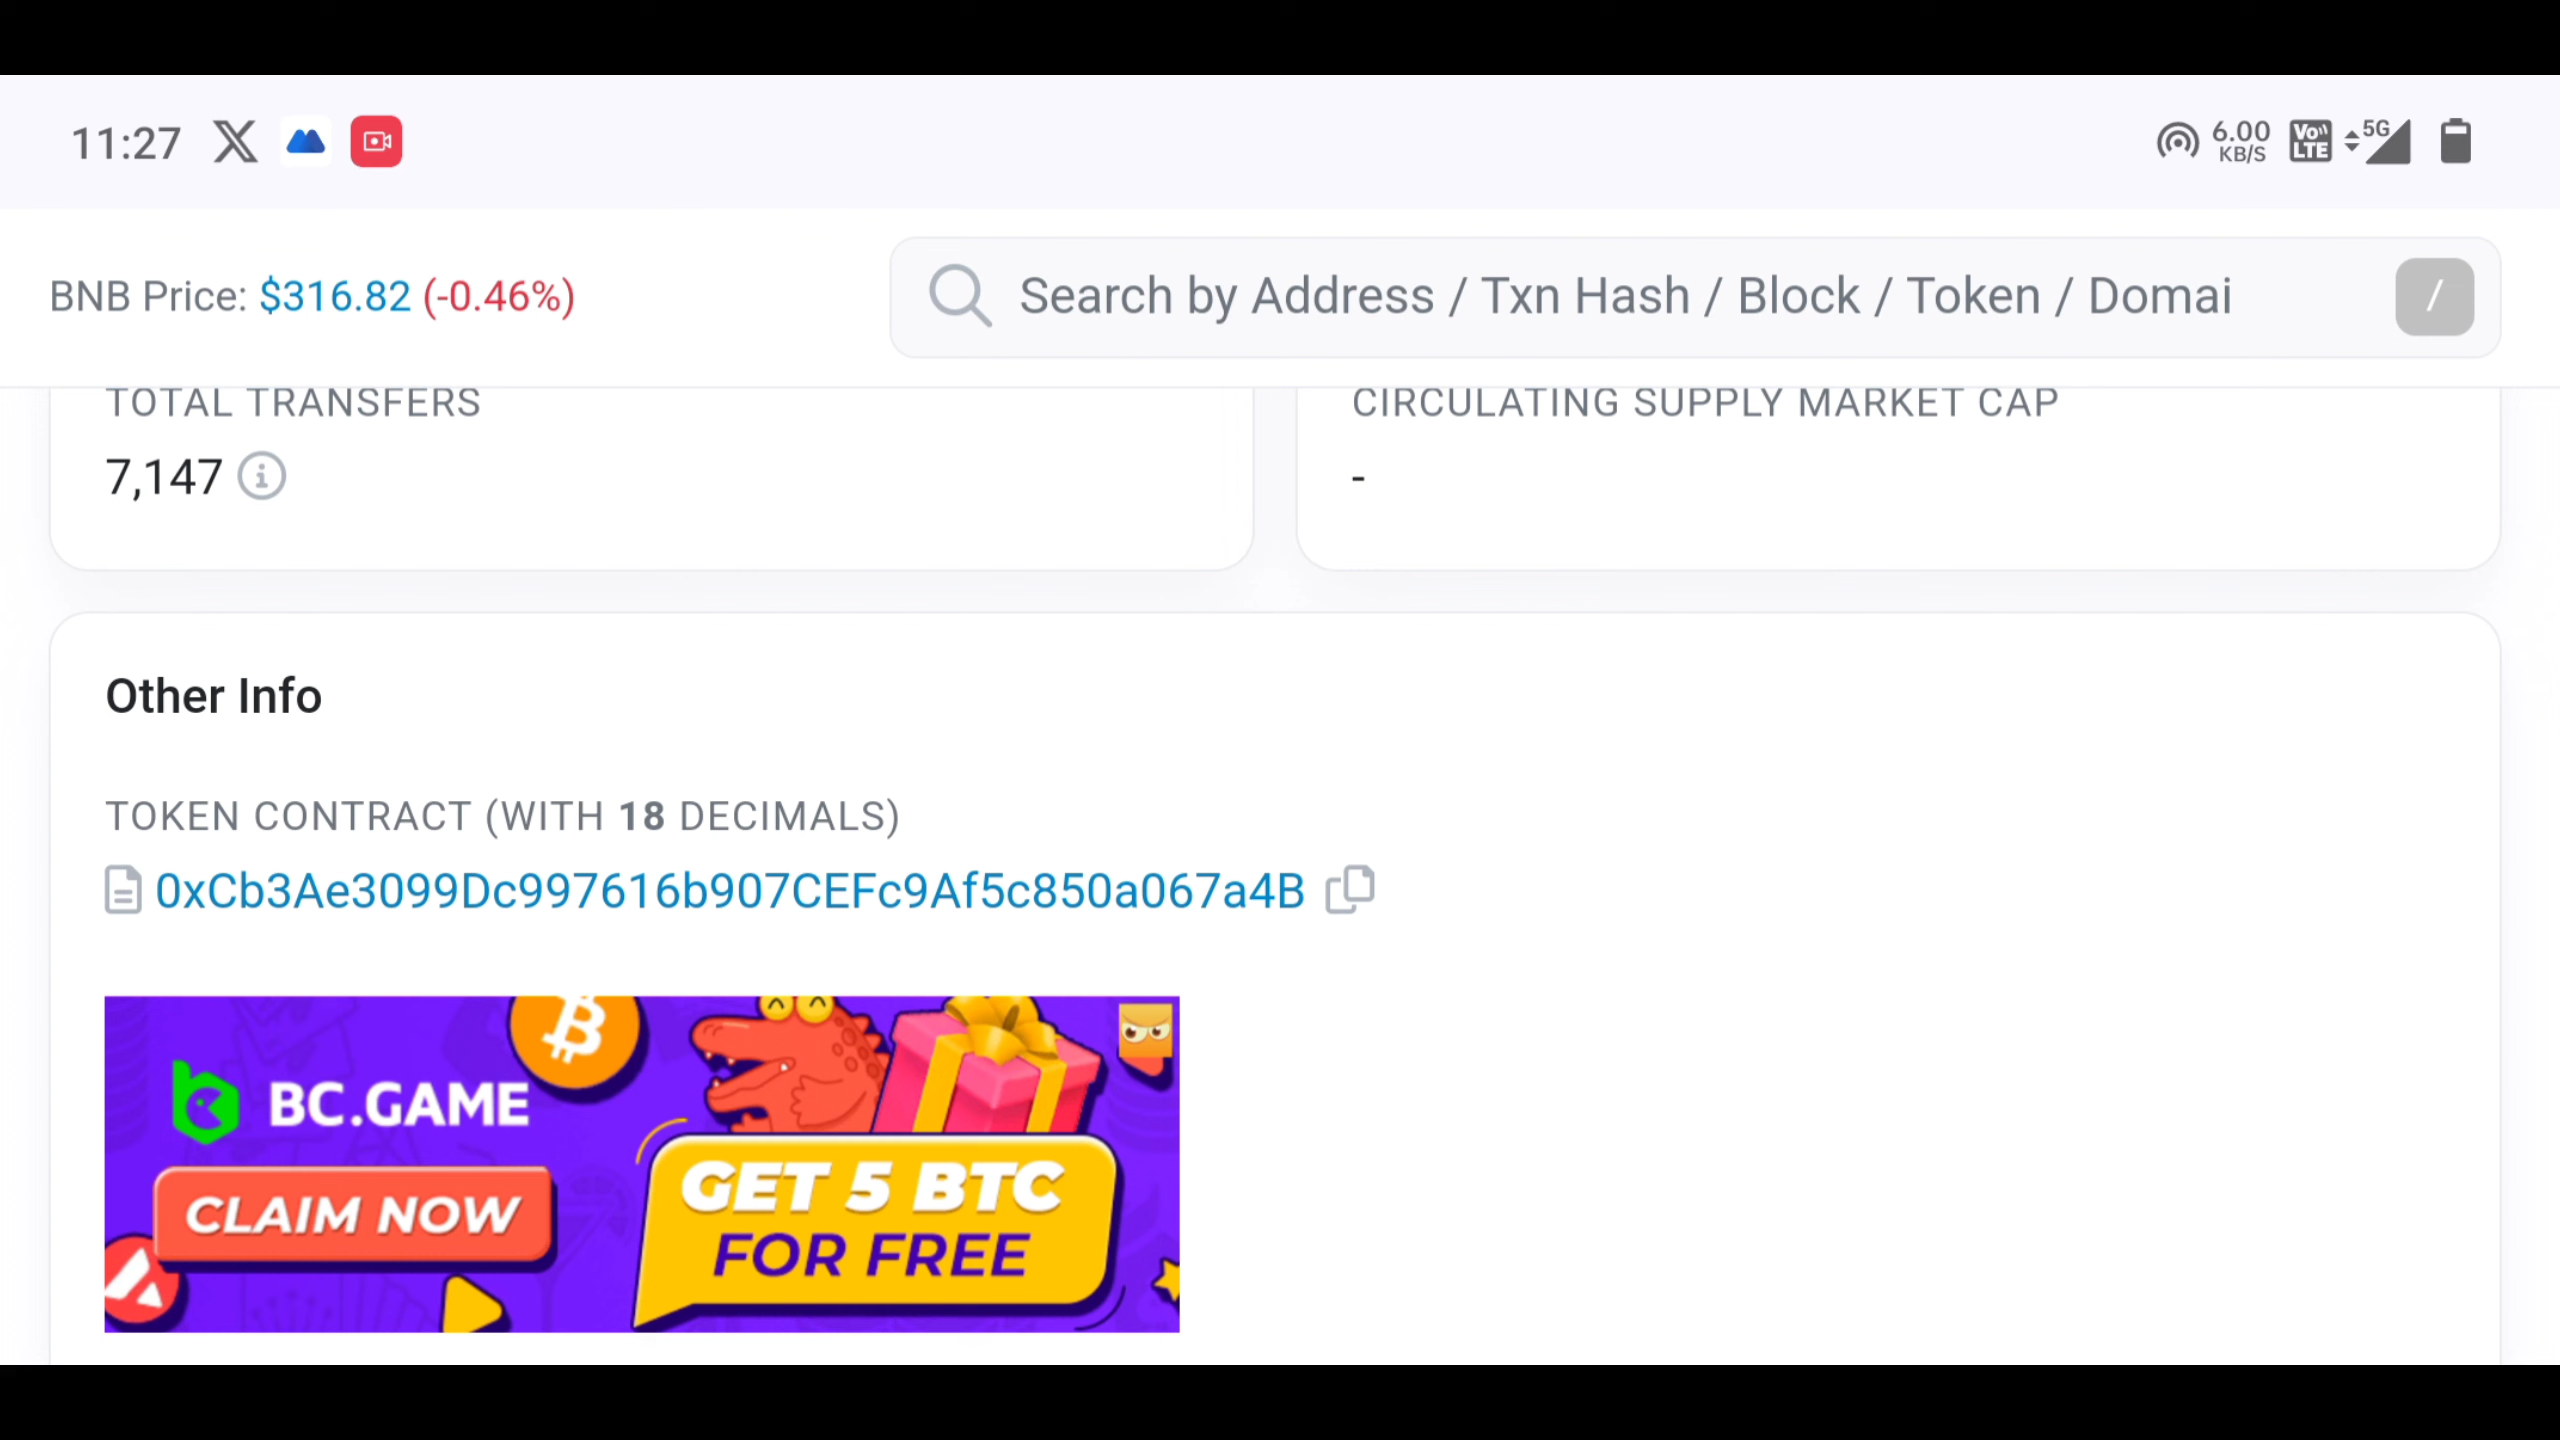 11:27
6.00
KB/S
Vo
LTE
5G
BNB Price: $316.82 (-0.46%)
Search by Address / Txn Hash / Block / Token / Domai
/
TOTAL TRANSFERS
7,147
CIRCULATING SUPPLY MARKET CAP
-
Other Info
TOKEN CONTRACT (WITH 18 DECIMALS)
0xCb3Ae3099Dc997616b907CEFc9Af5c850a067a4B
BC.GAME
CLAIM NOW
GET 5 BTC
FOR FREE